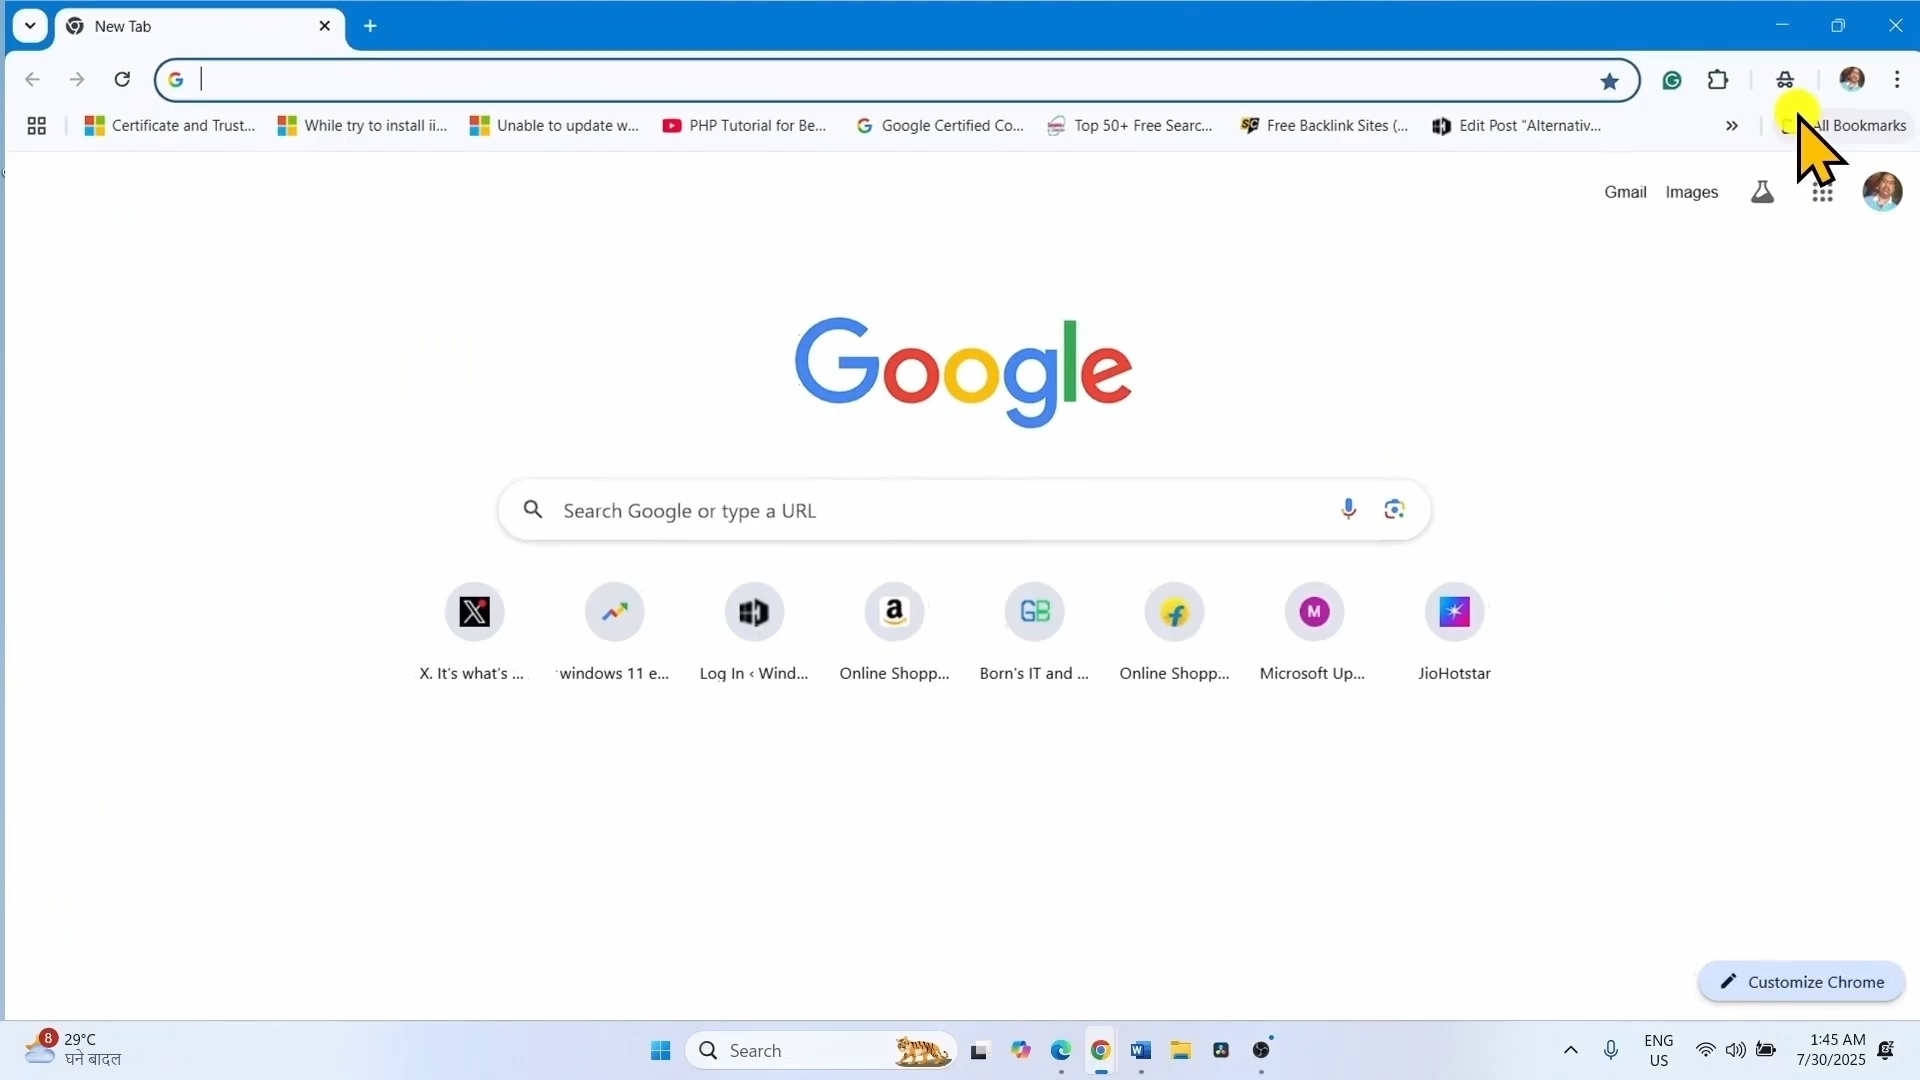 New Tab
Certificate and Trust...
While try to install ii...
Unable to update w...
PHP Tutorial for Be...
Google Certified Co...
Top 50+ Free Searc...
Free Backlink Sites (...
Edit Post "Alternativ...
All Bookmarks
Gmail
Images
Google
Search Google or type a URL
X. It's what's ...
windows 11 e...
Log In ‹ Wind...
Online Shopp...
Born's IT and ...
Online Shopp...
Microsoft Up...
JioHotstar
Customize Chrome
8
29°C
घने बादल
Search
ENG
US
1:45 AM
7/30/2025